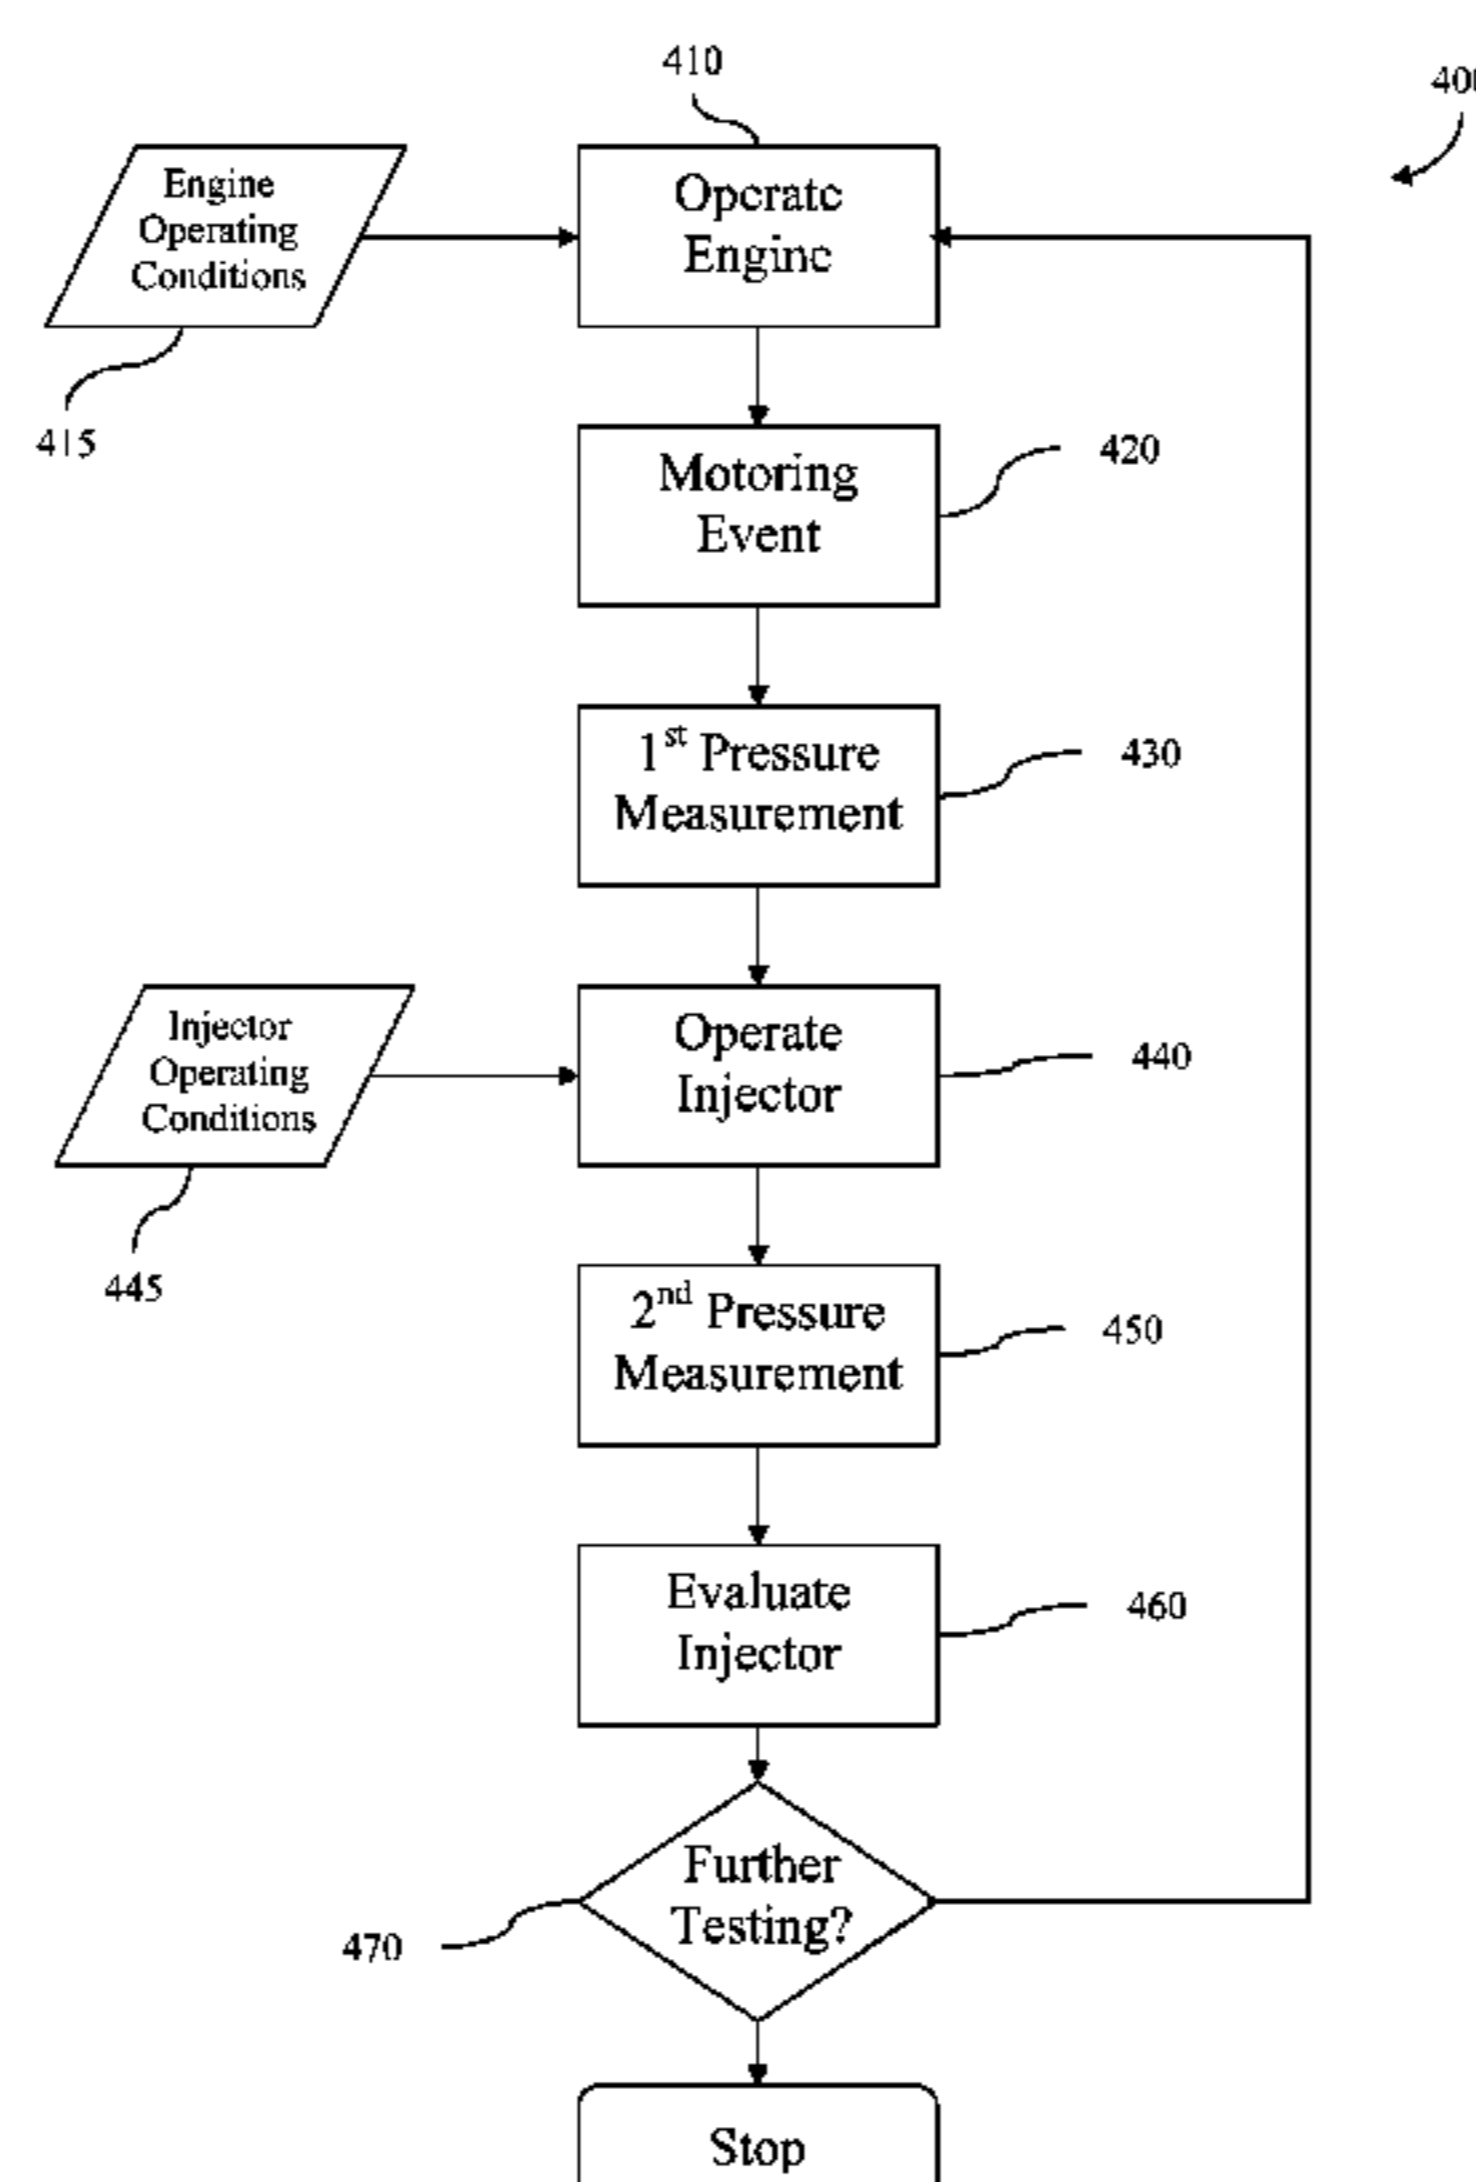 410
400
Engine
Operating
Conditions
Operate
Engine
415
Motoring
Event
420
1st Pressure
Measurement
430
Injector
Operating
Conditions
Operate
Injector
440
445
2nd Pressure
Measurement
450
Evaluate
Injector
460
Further
Testing?
470
Stop